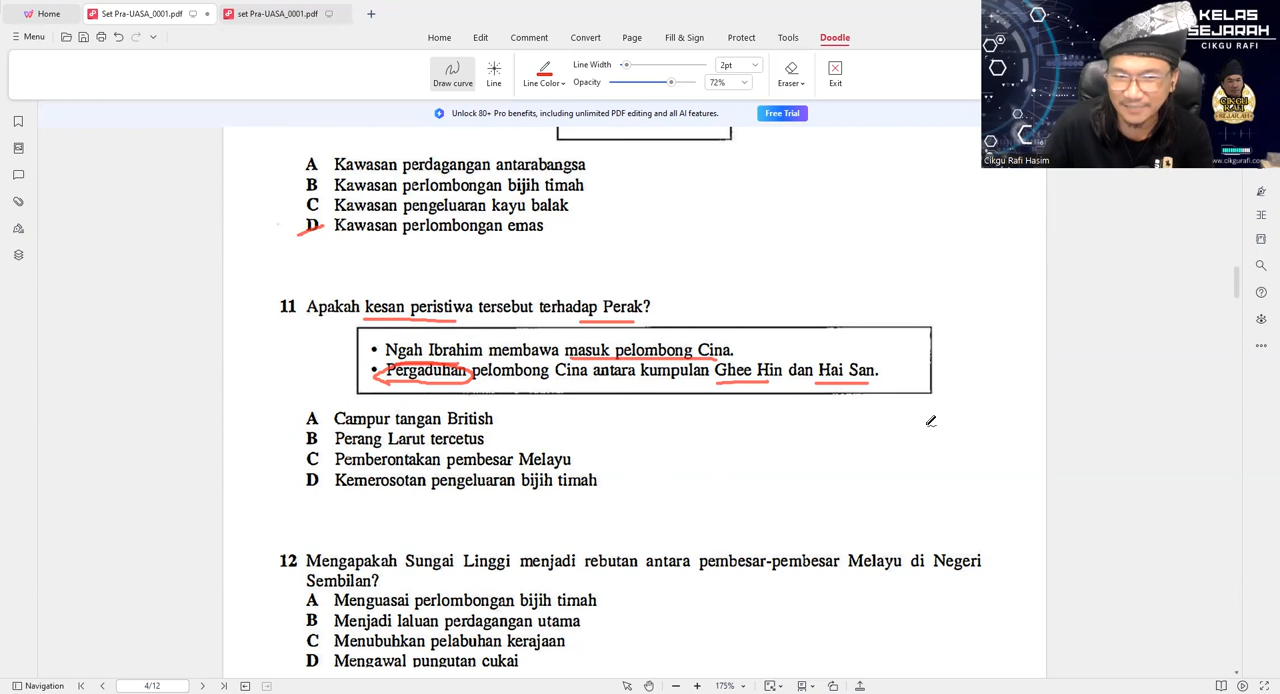 Home
Set Pra-UASA_0001.pdf
set Pra-UASA_0001.pdf
Menu
Home Edit Comment Convert Page Fill & Sign Protect Tools Doodle
Draw curve
Line
Line Color
Line Width
2pt
Opacity
72%
Eraser
Exit
Unlock 80+ Pro benefits, including unlimited PDF editing and all AI features.
Free Trial
KELAS
SEJARAH
CIKGU RAFI
CIKGU
RAFI
SEJARAH
Cikgu Rafi Hasim
A Kawasan perdagangan antarabangsa
B Kawasan perlombongan bijih timah
C Kawasan pengeluaran kayu balak
D Kawasan perlombongan emas
11 Apakah kesan peristiwa tersebut terhadap Perak?
• Ngah Ibrahim membawa masuk pelombong Cina.
• Pergaduhan pelombong Cina antara kumpulan Ghee Hin dan Hai San.
A Campur tangan British
B Perang Larut tercetus
C Pemberontakan pembesar Melayu
D Kemerosotan pengeluaran bijih timah
12 Mengapakah Sungai Linggi menjadi rebutan antara pembesar-pembesar Melayu di Negeri
Sembilan?
A Menguasai perlombongan bijih timah
B Menjadi laluan perdagangan utama
C Menubuhkan pelabuhan kerajaan
D Mengawal pungutan cukai
Navigation
4/12
175%